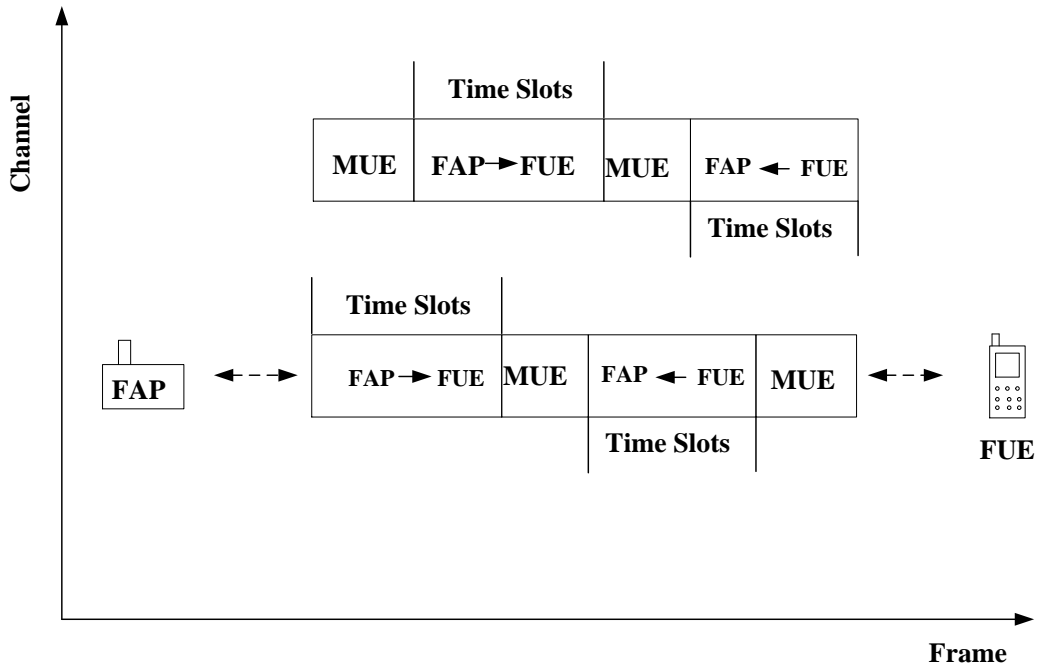 Channel
Time Slots
MUE FAP FUE MUE FAP FUE
Time Slots
Time Slots
FAP FAP FUE MUE FAP FUE MUE
Time Slots
FUE
Frame